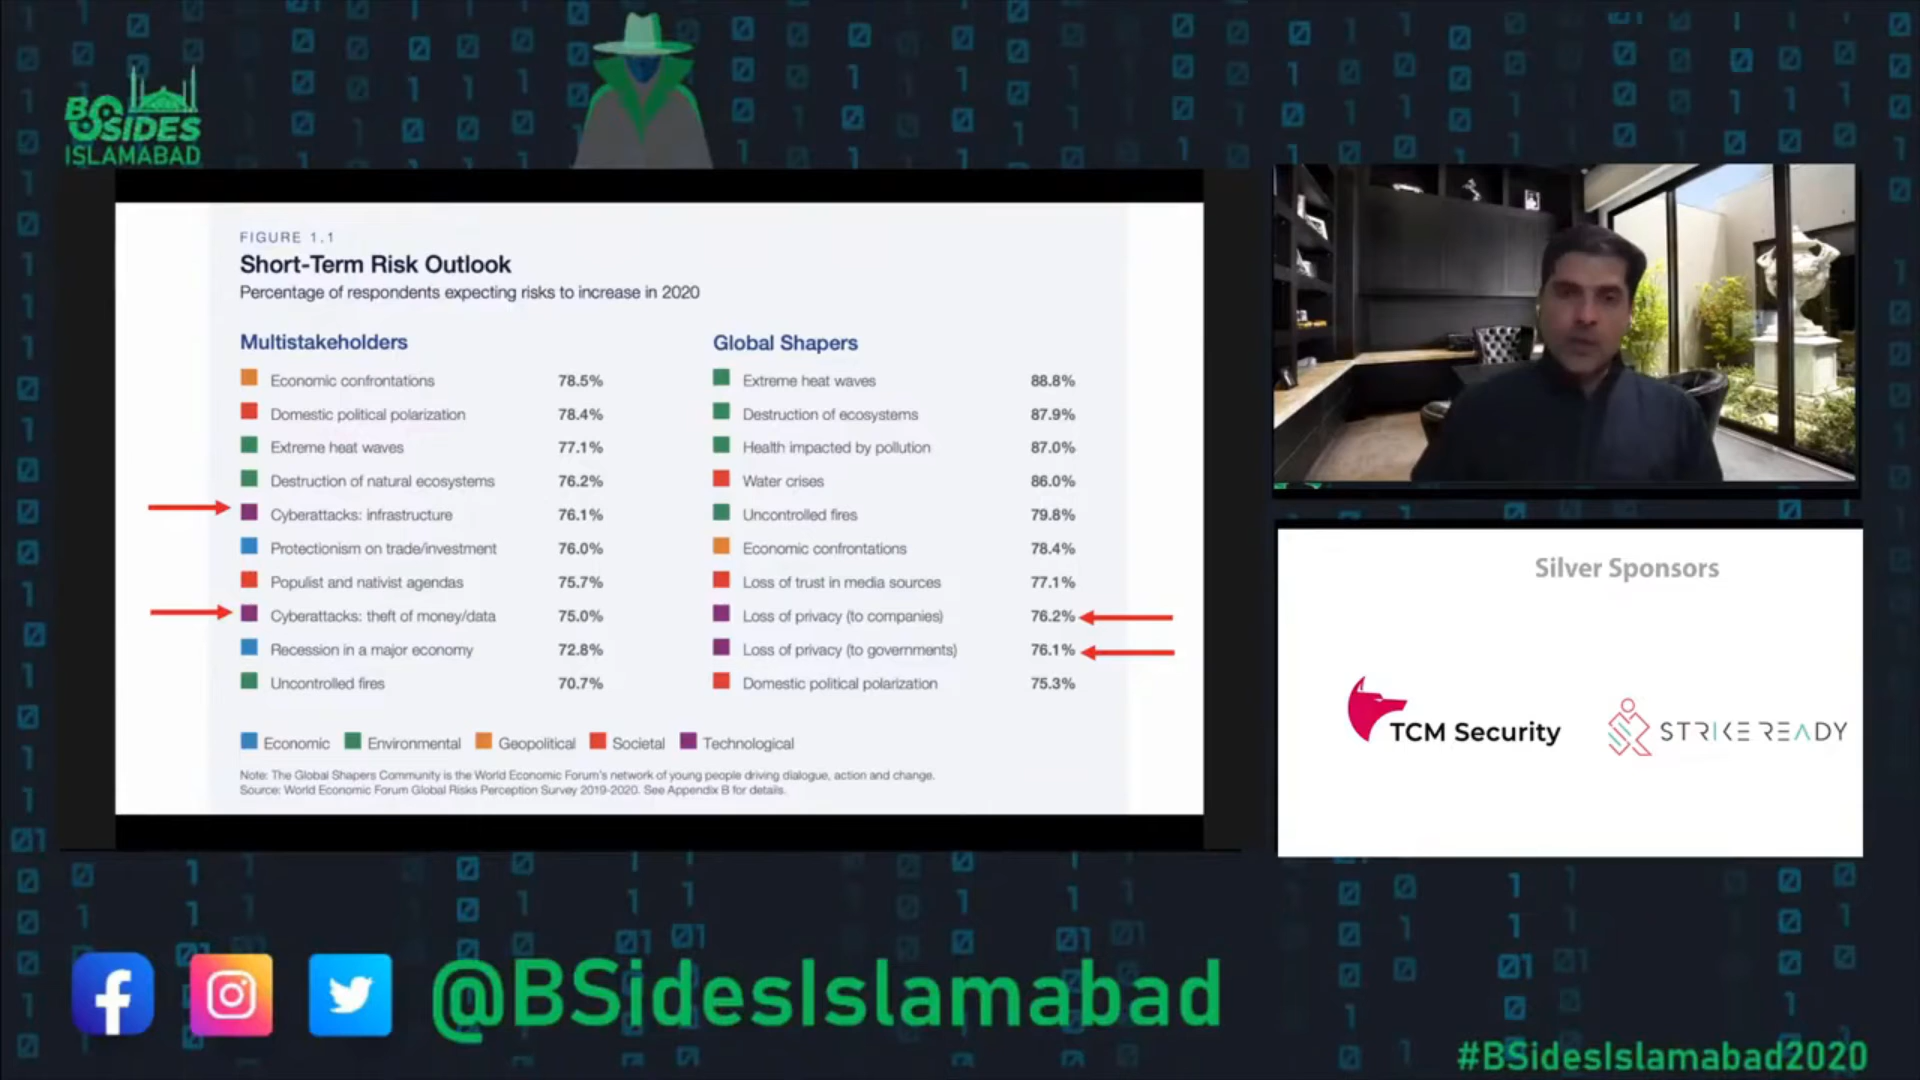 BSIDES
ISLAMABAD
FIGURE 1.1
Short-Term Risk Outlook
Percentage of respondents expecting risks to increase in 2020
Multistakeholders
Economic confrontations 78.5%
Domestic political polarization 78.4%
Extreme heat waves 77.1%
Destruction of natural ecosystems 76.2%
Cyberattacks: infrastructure 76.1%
Protectionism on trade/investment 76.0%
Populist and nativist agendas 75.7%
Cyberattacks: theft of money/data 75.0%
Recession in a major economy 72.8%
Uncontrolled fires 70.7%
Global Shapers
Extreme heat waves 88.8%
Destruction of ecosystems 87.9%
Health impacted by pollution 87.0%
Water crises 86.0%
Uncontrolled fires 79.8%
Economic confrontations 78.4%
Loss of trust in media sources 77.1%
Loss of privacy (to companies) 76.2%
Loss of privacy (to governments) 76.1%
Domestic political polarization 75.3%
Economic Environmental Geopolitical Societal Technological
Note: The Global Shapers Community is the World Economic Forum's network of young people driving dialogue, action and change.
Source: World Economic Forum Global Risks Perception Survey 2019-2020. See Appendix B for details.
Silver Sponsors
TCM Security
STRIKEREADY
@BSidesIslamabad
#BSidesIslamabad2020